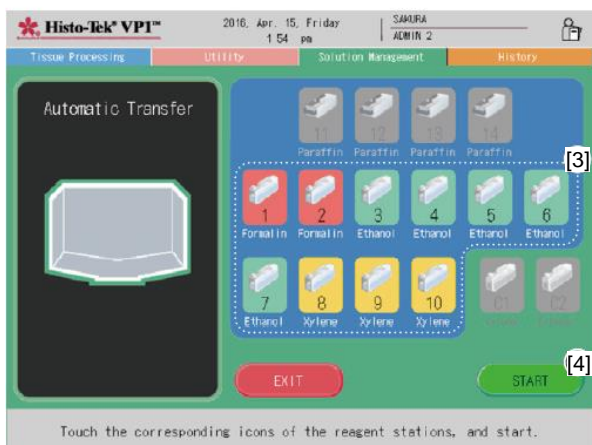 Histo-Tek® VP1™
2016, Apr. 15, Friday
1 54 pm
SAKURA
ADMIN 2
Tissue Processing
Utility
Solution Management
History
Automatic Transfer
11 12 13 14
Paraffin Paraffin Paraffin Paraffin
[3]
1 2 3 4 5 6
Formalin Formalin Ethanol Ethanol Ethanol Ethanol
7 8 9 10 C1 C2
Ethanol Xylene Xylene Xylene
[4]
EXIT
START
Touch the corresponding icons of the reagent stations, and start.